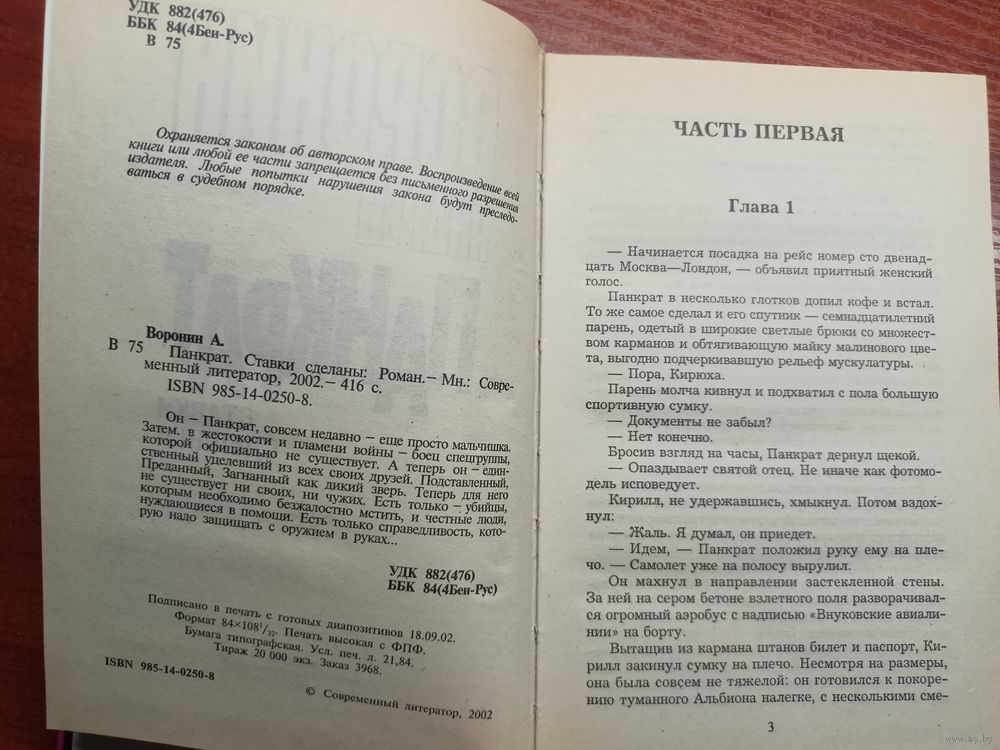 УДК 882(476)
ББК 84(4Беи-Рус)
В 75
Охраняется законом об авторском праве. Воспроизведение всей
книги или любой ее части запрещается без письменного разрешения
издателя. Любые попытки нарушения закона будут преследо-
ваться в судебном порядке.
Воронин А.
В 75
Панкрат. Ставки сделаны: Роман.– Мн.: Совре-
менный литератор, 2002.– 416 с.
ISBN 985-14-0250-8.
Он – Панкрат, совсем недавно – еще просто мальчишка.
Затем. в жестокости и пламени войны – боец спецгруппы,
которой официально не существует. А теперь он – един-
ственный уделевший из всех своих друзей. Подставленный,
Преданный, Загнанный как дикий зверь. Теперь для него
не существует ни своих, ни чужих. Есть только – убийцы,
которым необходимо безжалостно мстить, и честные люди,
нуждающиеся в помощи. Есть только справедливость, кото-
рую надо защищать с оружием в руках...
УДК 882(476)
ББК 84(4Беи-Рус)
Подписано в печать с готовых диапозитивов 18.09.02.
Формат 84×108¹/₃₂. Печать высокая с ФПФ.
Бумага типографская. Усл. печ. л. 21,84.
Тираж 20 000 экз. Заказ 3968.
ISBN 985-14-0250-8
© Современный литератор, 2002
ЧАСТЬ ПЕРВАЯ
Глава 1
— Начинается посадка на рейс номер сто двенад-
цать Москва—Лондон, — объявил приятный женский
голос.
Панкрат в несколько глотков допил кофе и встал.
То же самое сделал и его спутник — семнадцатилетний
парень, одетый в широкие светлые брюки со множест-
вом карманов и обтягивающую майку малинового цве-
та, выгодно подчеркивавшую рельеф мускулатуры.
— Пора, Кирюха.
Парень молча кивнул и подхватил с пола большую
спортивную сумку.
— Документы не забыл?
— Нет конечно.
Бросив взгляд на часы, Панкрат дернул щекой.
— Опаздывает святой отец. Не иначе как фотомо-
дель исповедует.
Кирилл, не удержавшись, хмыкнул. Потом вздох-
нул:
— Жаль. Я думал, он приедет.
— Идем, — Панкрат положил руку ему на пле-
чо. — Самолет уже на полосу вырулил.
Он махнул в направлении застекленной стены.
За ней на сером бетоне взлетного поля разворачивал-
ся огромный аэробус с надписью «Внуковские авиали-
нии» на борту.
Вытащив из кармана штанов билет и паспорт, Ки-
рилл закинул сумку на плечо. Несмотря на размеры,
она была совсем не тяжелой: он готовился к покоре-
нию туманного Альбиона налегке, с несколькими сме-
3
www.ay.by